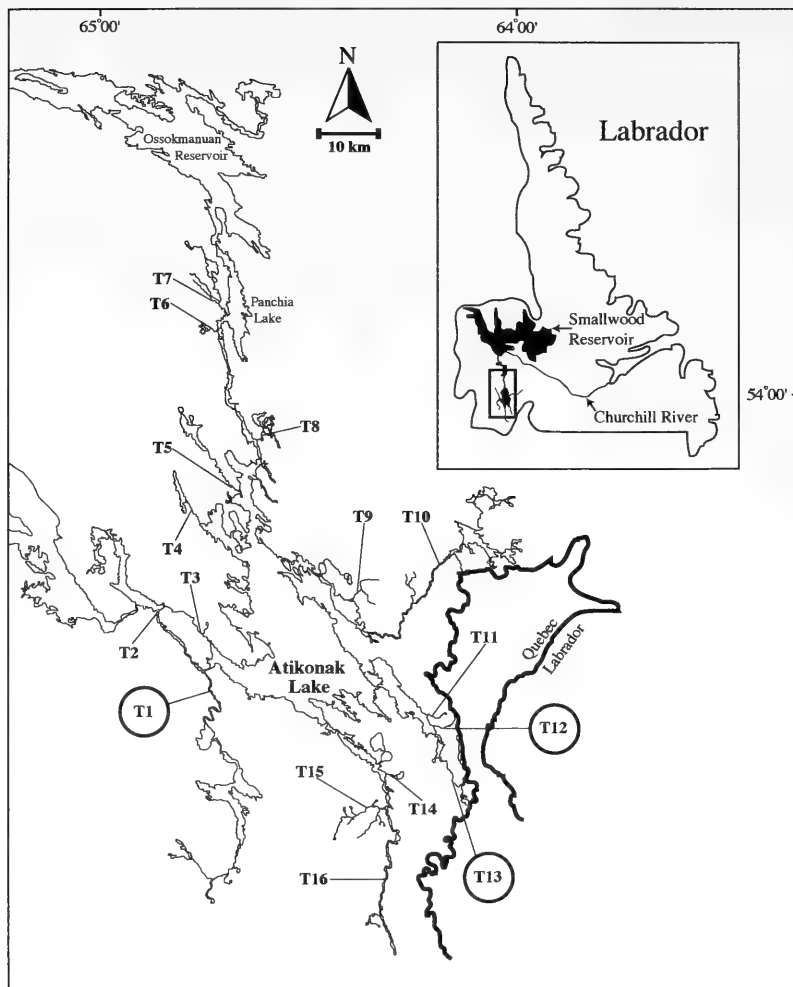 65°00'
64°00'
N
10 km
Ossokmanuan
Reservoir
Labrador
T7
T6
Panchia
Lake
Smallwood
Reservoir
54°00'
Churchill River
T8
T5
T4
T9
T10
T3
T2
Atikonak
Lake
Quebec
Labrador
T11
T1
T12
T15
T14
T13
T16